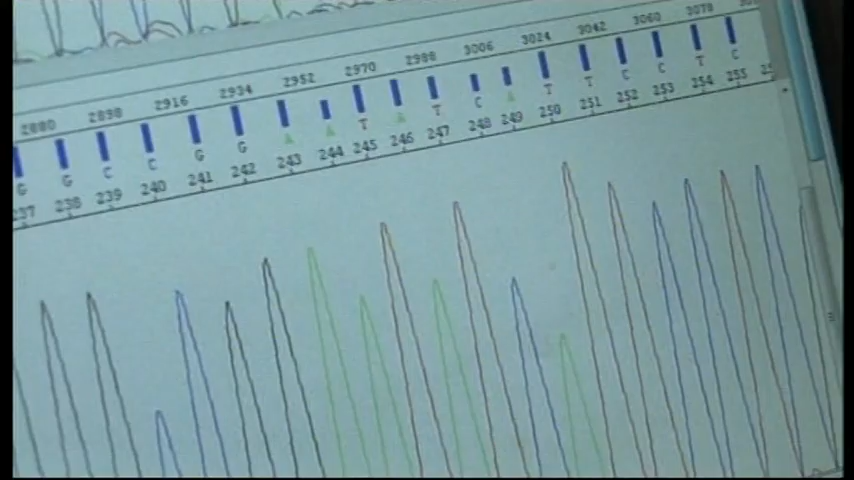 2880 2898 2916 2934 2952 2970 2988 3006 3024 3042 3060 3078
G G C C G G A A T A T C A T T C C T C
237 238 239 240 241 242 243 244 245 246 247 248 249 250 251 252 253 254 255